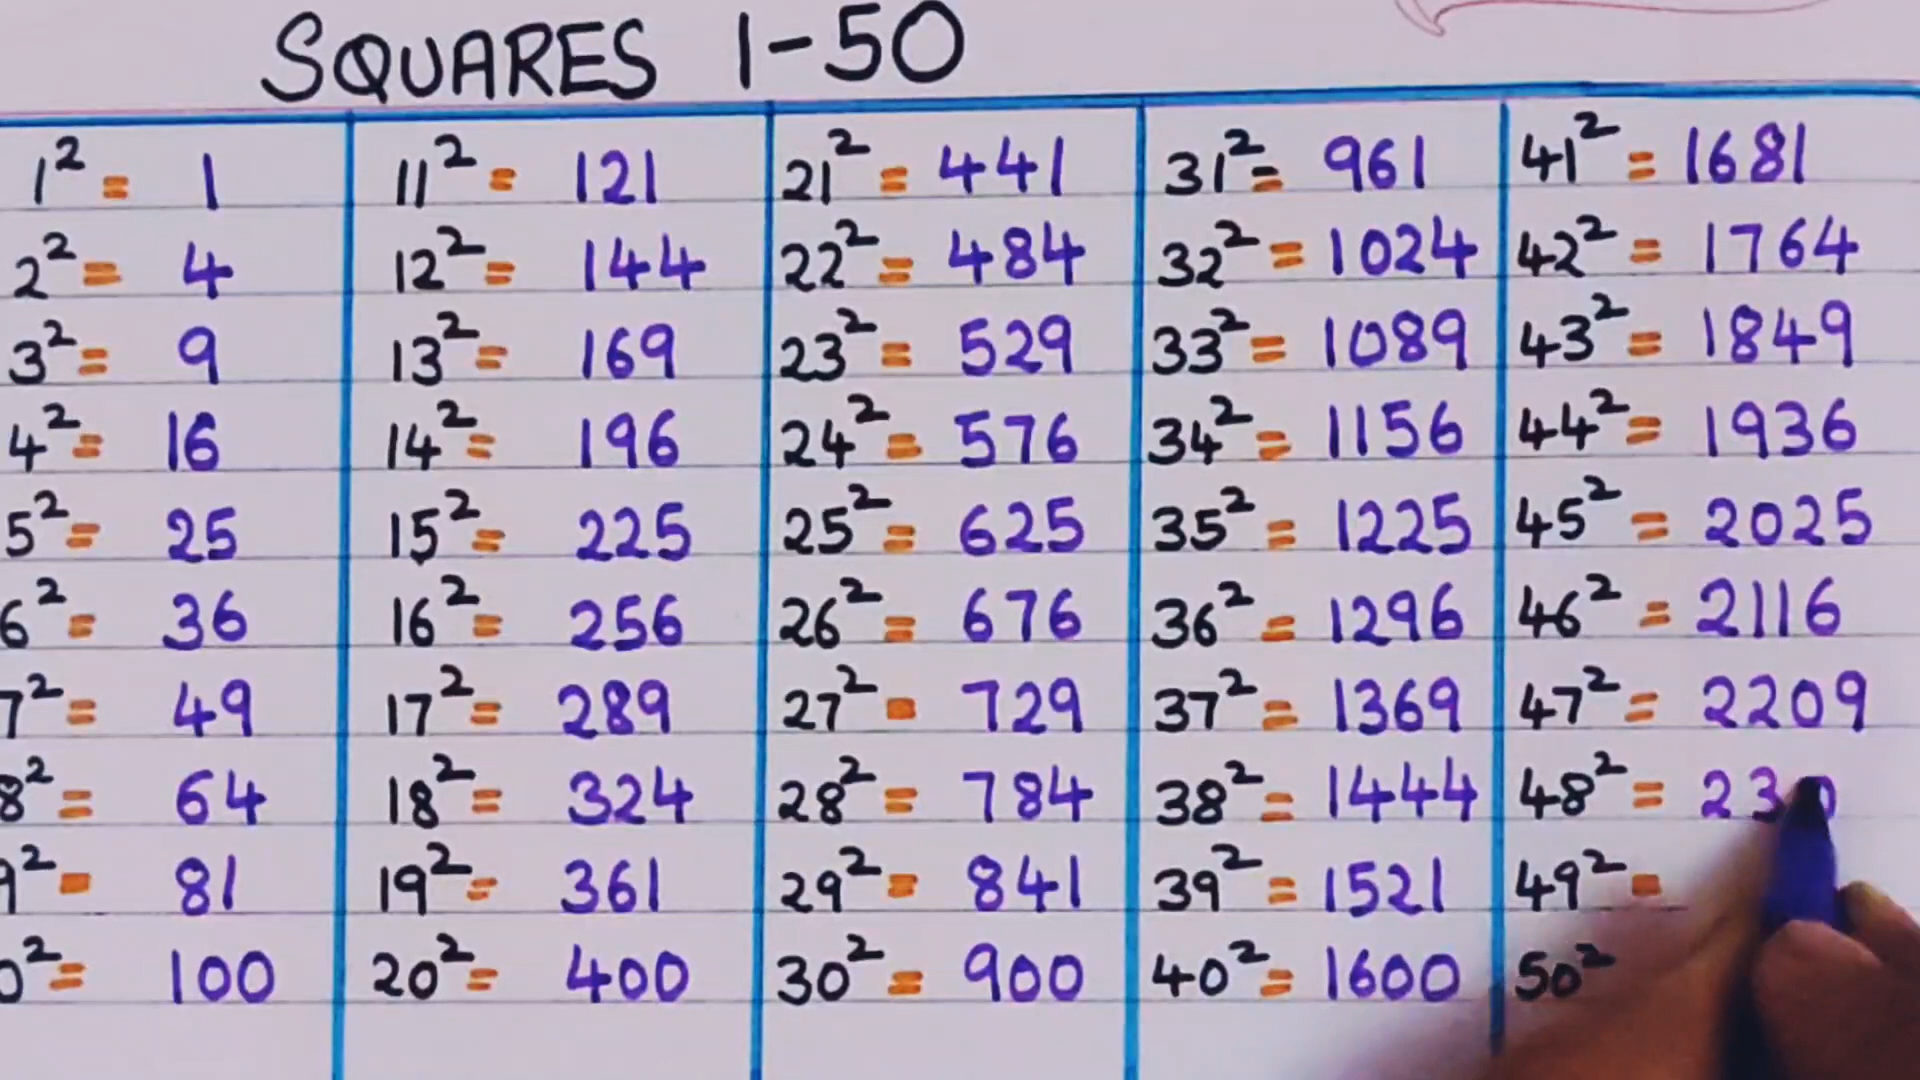 SQUARES 1-50
1² = 1
2² = 4
3² = 9
4² = 16
5² = 25
6² = 36
7² = 49
8² = 64
9² = 81
0² = 100
11² = 121
12² = 144
13² = 169
14² = 196
15² = 225
16² = 256
17² = 289
18² = 324
19² = 361
20² = 400
21² = 441
22² = 484
23² = 529
24² = 576
25² = 625
26² = 676
27² = 729
28² = 784
29² = 841
30² = 900
31² = 961
32² = 1024
33² = 1089
34² = 1156
35² = 1225
36² = 1296
37² = 1369
38² = 1444
39² = 1521
40² = 1600
41² = 1681
42² = 1764
43² = 1849
44² = 1936
45² = 2025
46² = 2116
47² = 2209
48² = 230
49² =
50²